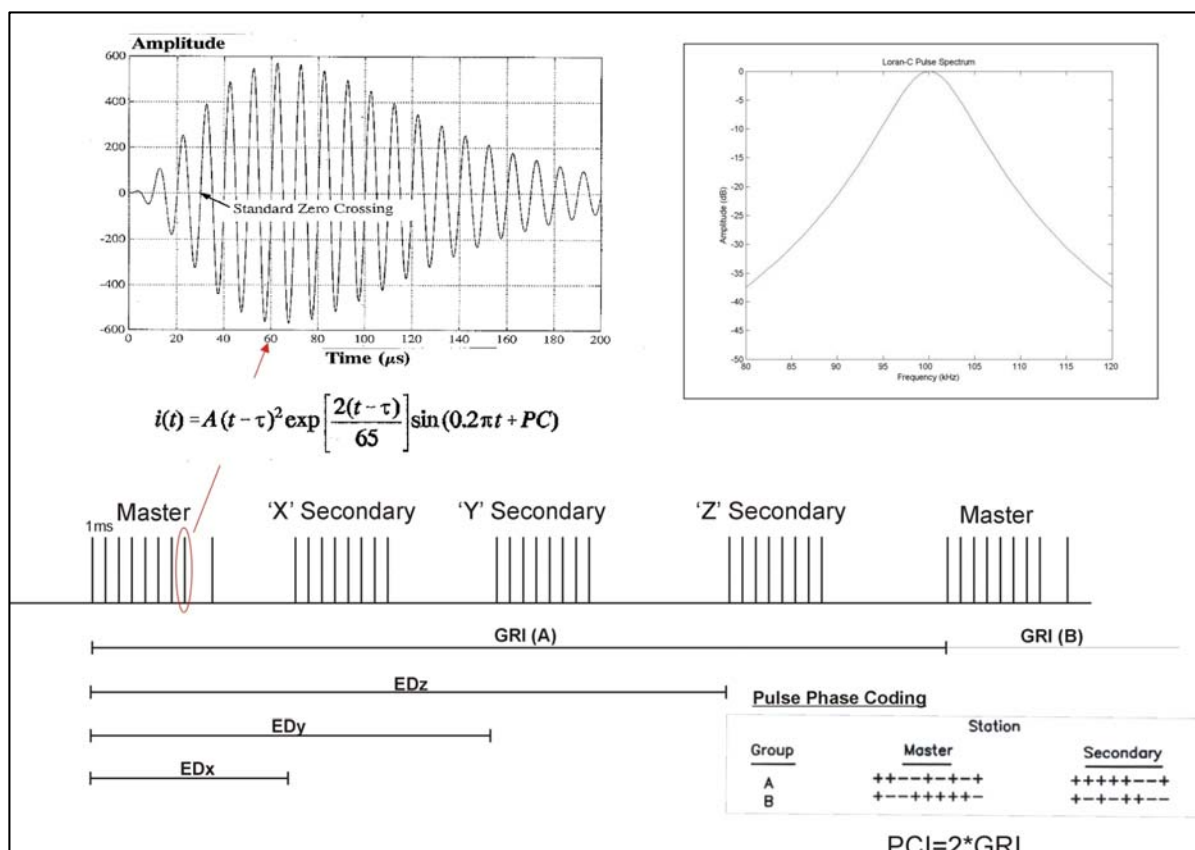 Amplitude
600
400
200
0
-200
-400
-600
Standard Zero Crossing
0 20 40 60 80 100 120 140 160 180 200
Time (μs)
Loran-C Pulse Spectrum
0
-5
-10
-15
-20
-25
-30
-35
-40
-45
-50
Amplitude (dB)
80 85 90 95 100 105 110 115 120
Frequency (kHz)
i(t) = A (t − τ)² exp [ 2(t − τ) / 65 ] sin (0.2πt + PC)
Master 'X' Secondary 'Y' Secondary 'Z' Secondary Master
1ms
GRI (A) GRI (B)
EDz
EDy
EDx
Pulse Phase Coding
Station
Group Master Secondary
A ++--+-+-+ +++++--+
B +--+++++- +-+-++--
PCI=2*GRI